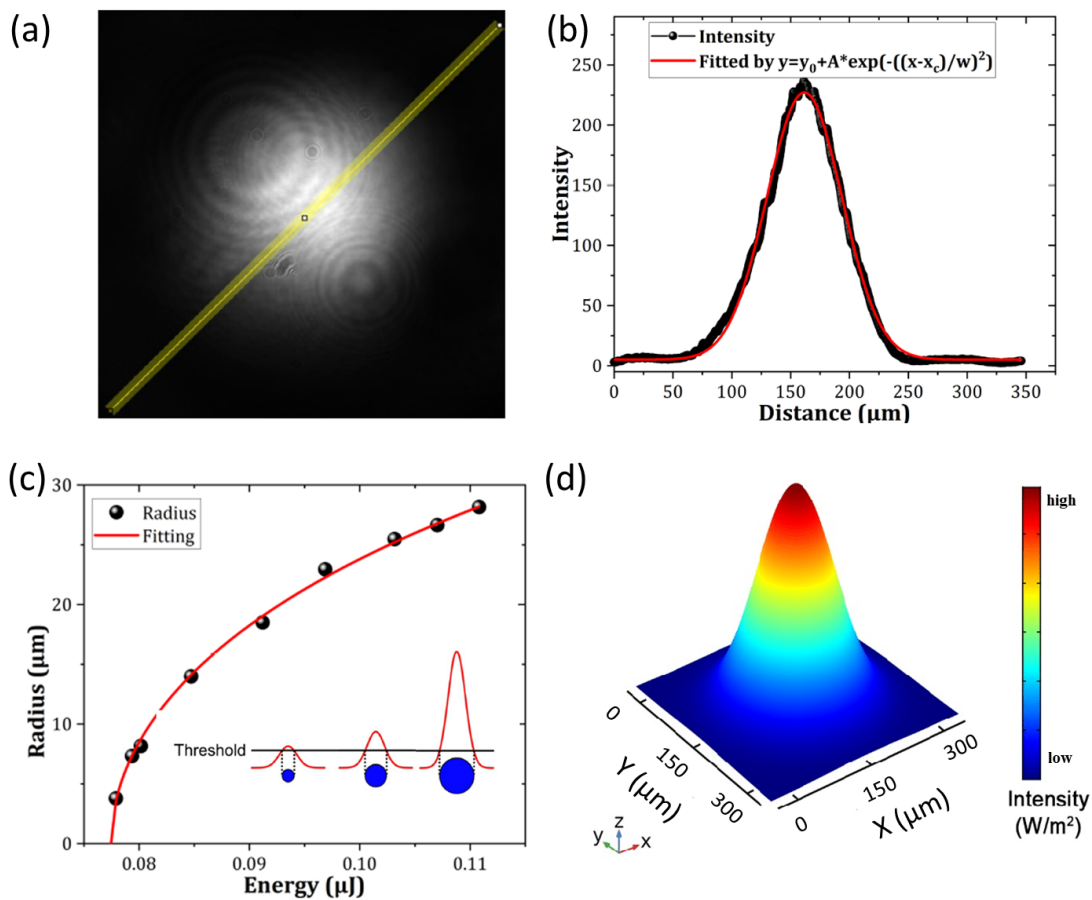 (a)
(b)
Intensity
Fitted by y=y₀+A*exp(-((x-x_c)/w)²)
Intensity
250
200
150
100
50
0
0
50
100
150
200
250
300
350
Distance (μm)
(c)
Radius
Fitting
Radius (μm)
30
20
10
0
Threshold
0.08
0.09
0.10
0.11
Energy (μJ)
(d)
high
low
Intensity
(W/m²)
0
150
300
Y (μm)
0
150
300
X (μm)
z
y
x